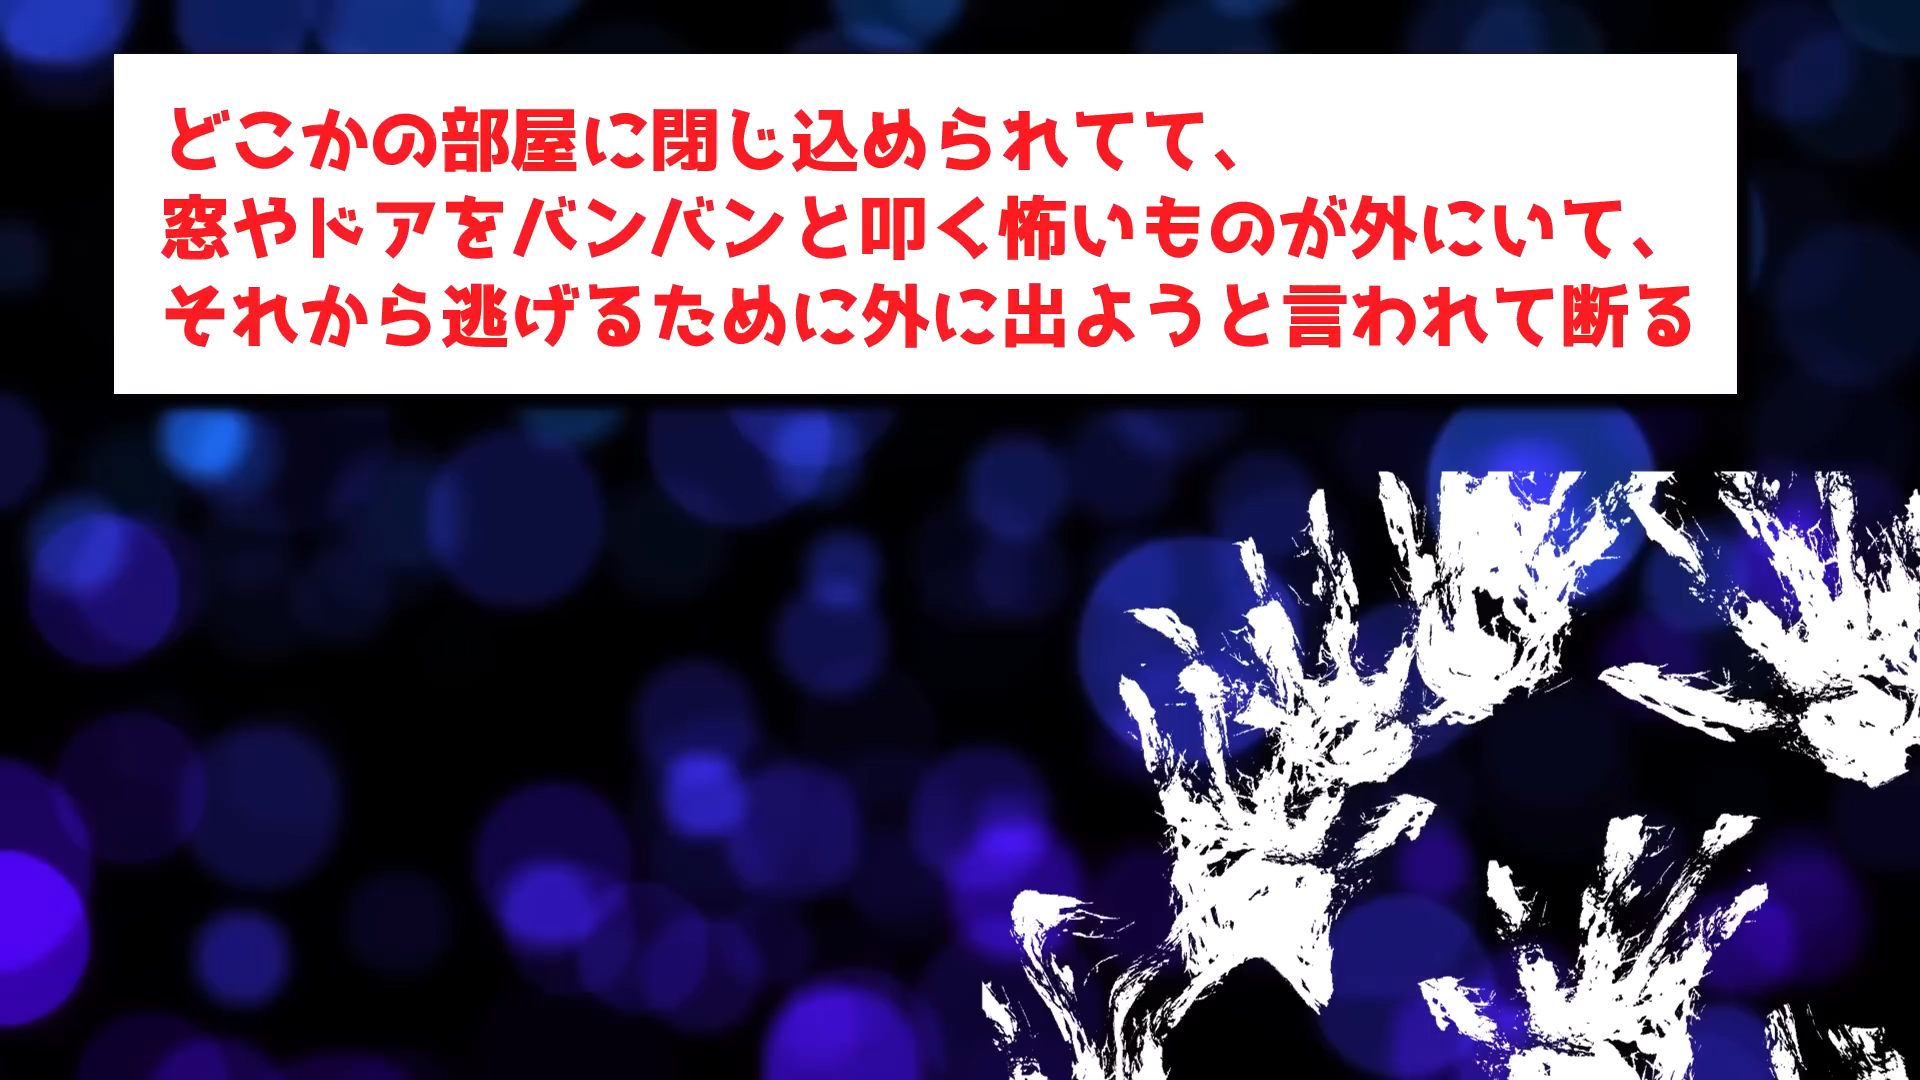 どこかの部屋に閉じ込められてて、
窓やドアをバンバンと叩く怖いものが外にいて、
それから逃げるために外に出ようと言われて断る